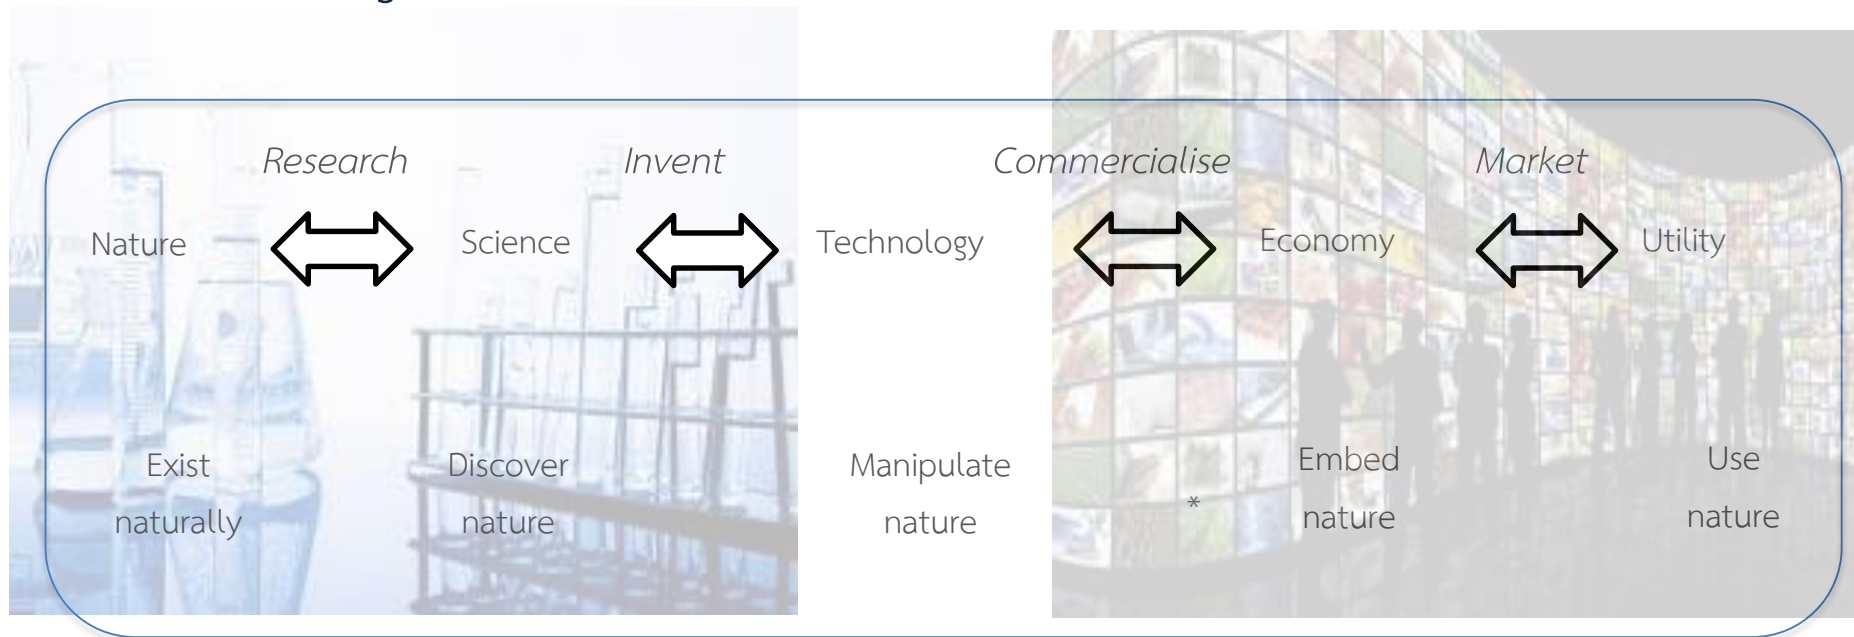 Research Invent Commercialise Market
Nature Science Technology Economy Utility
Exist Discover Manipulate Embed Use
naturally nature nature * nature nature